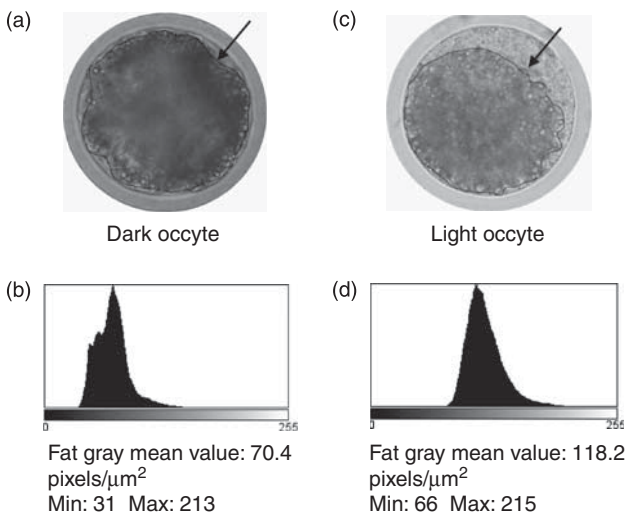 (a)
(c)
Dark occyte
Light occyte
(b)
(d)
0
255
0
255
Fat gray mean value: 70.4
pixels/μm²
Min: 31 Max: 213
Fat gray mean value: 118.2
pixels/μm²
Min: 66 Max: 215